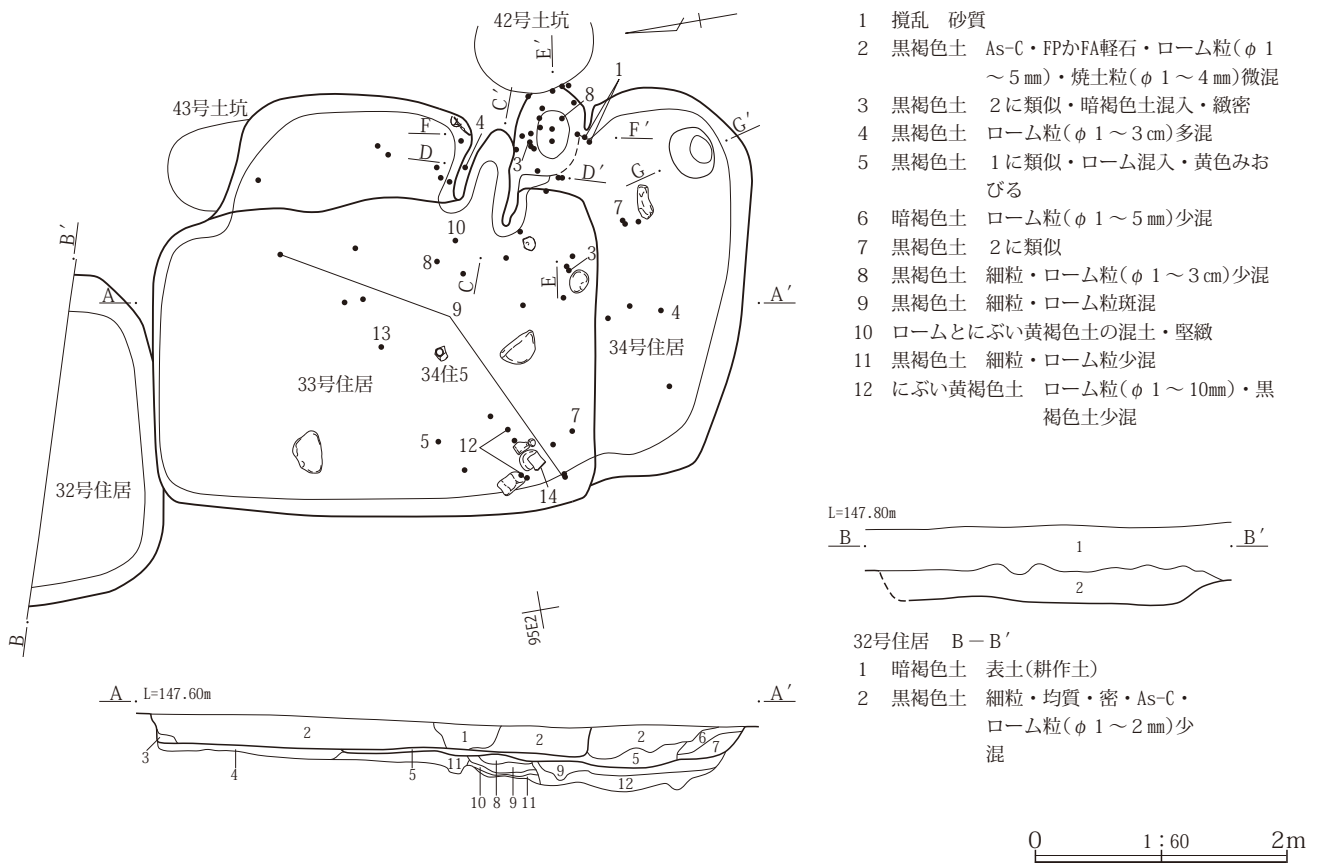 42号土坑
43号土坑
E′
C′
1
8
F
4
D
3
F′
G′
D′
G
7
10
8
C
E
3
B′
A
A′
9
4
13
34号住居
34住5
33号住居
7
5
12
14
32号住居
B
95E2
A
L=147.60m
A′
2
1
2
2
6
7
3
4
5
11
5
9
12
10 8 9 11
1 撹乱 砂質
2 黒褐色土 As-C・FPかFA軽石・ローム粒(φ1
～5㎜)・焼土粒(φ1～4㎜)微混
3 黒褐色土 2に類似・暗褐色土混入・緻密
4 黒褐色土 ローム粒(φ1～3㎝)多混
5 黒褐色土 1に類似・ローム混入・黄色みお
びる
6 暗褐色土 ローム粒(φ1～5㎜)少混
7 黒褐色土 2に類似
8 黒褐色土 細粒・ローム粒(φ1～3㎝)少混
9 黒褐色土 細粒・ローム粒斑混
10 ロームとにぶい黄褐色土の混土・堅緻
11 黒褐色土 細粒・ローム粒少混
12 にぶい黄褐色土 ローム粒(φ1～10㎜)・黒
褐色土少混
L=147.80m
B
B′
1
2
32号住居 B－B′
1 暗褐色土 表土(耕作土)
2 黒褐色土 細粒・均質・密・As-C・
ローム粒(φ1～2㎜)少
混
0 1:60 2m